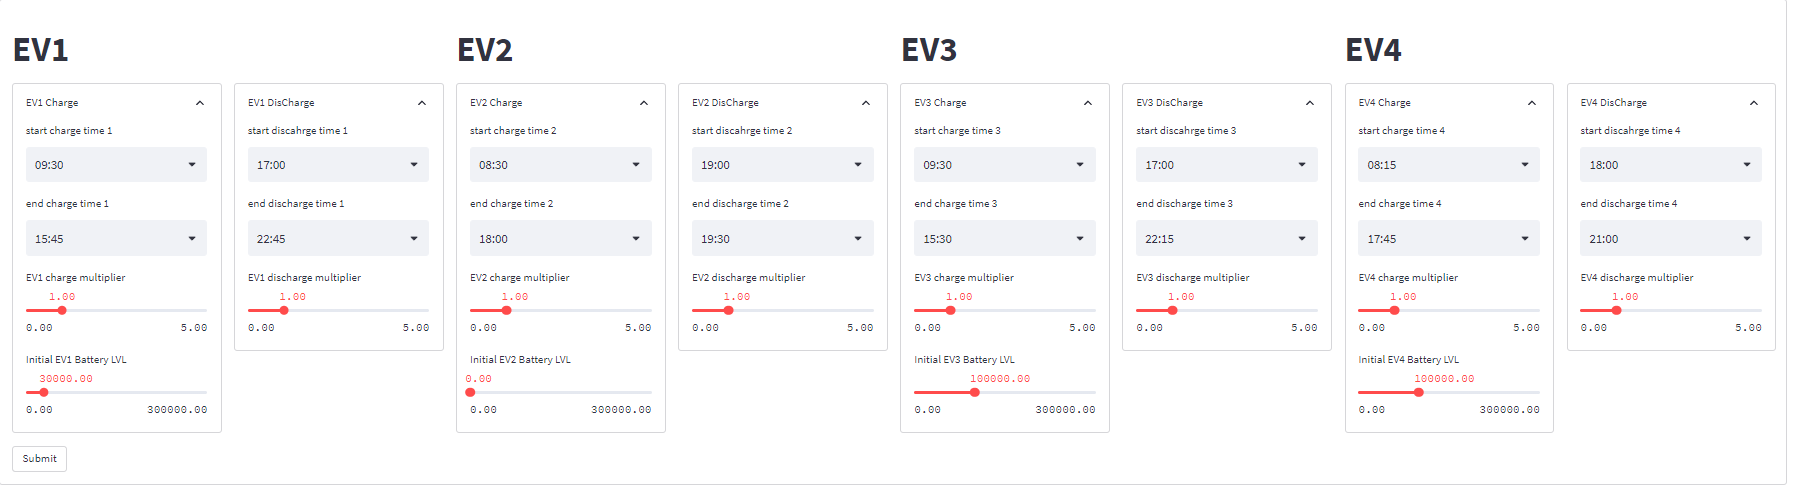 EV1
EV1 Charge
start charge time 1
09:30
end charge time 1
15:45
EV1 charge multiplier
1.00
0.00 5.00
Initial EV1 Battery LVL
30000.00
0.00 300000.00
EV1 DisCharge
start discahrge time 1
17:00
end discharge time 1
22:45
EV1 discharge multiplier
1.00
0.00 5.00
EV2
EV2 Charge
start charge time 2
08:30
end charge time 2
18:00
EV2 charge multiplier
1.00
0.00 5.00
Initial EV2 Battery LVL
0.00
0.00 300000.00
EV2 DisCharge
start discahrge time 2
19:00
end discharge time 2
19:30
EV2 discharge multiplier
1.00
0.00 5.00
EV3
EV3 Charge
start charge time 3
09:30
end charge time 3
15:30
EV3 charge multiplier
1.00
0.00 5.00
Initial EV3 Battery LVL
100000.00
0.00 300000.00
EV3 DisCharge
start discahrge time 3
17:00
end discharge time 3
22:15
EV3 discharge multiplier
1.00
0.00 5.00
EV4
EV4 Charge
start charge time 4
08:15
end charge time 4
17:45
EV4 charge multiplier
1.00
0.00 5.00
Initial EV4 Battery LVL
100000.00
0.00 300000.00
EV4 DisCharge
start discahrge time 4
18:00
end discharge time 4
21:00
EV4 discharge multiplier
1.00
0.00 5.00
Submit